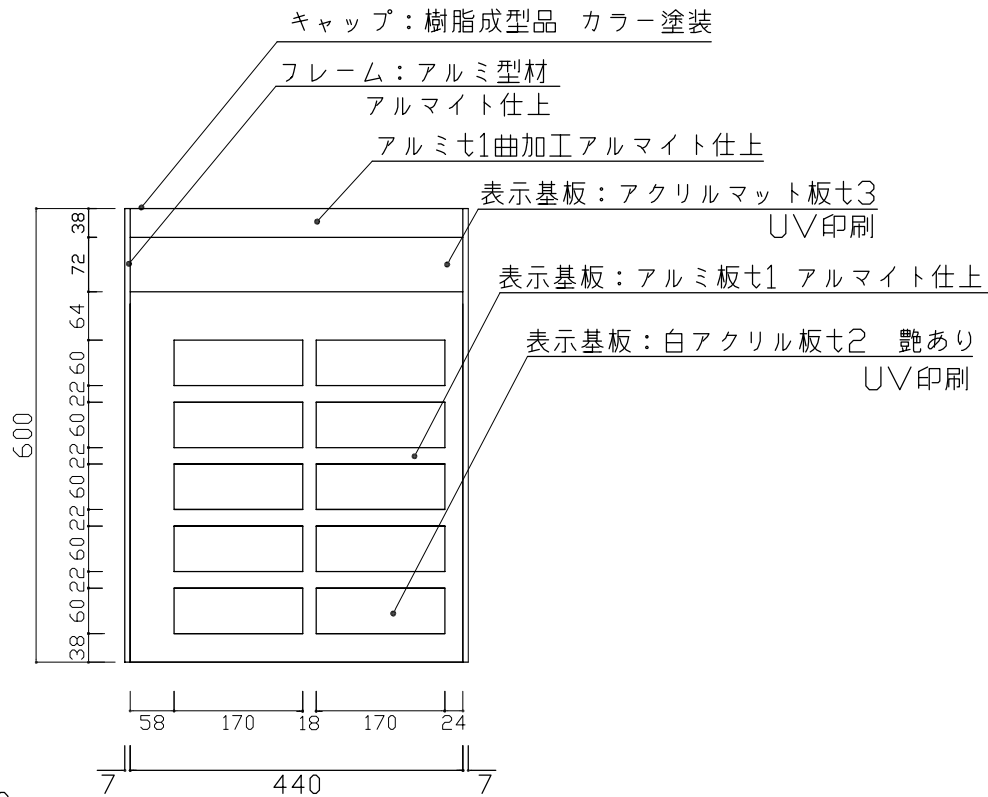 キャップ：樹脂成型品　カラー塗装
フレーム：アルミ型材
アルマイト仕上
アルミt1曲加工アルマイト仕上
表示基板：アクリルマット板t3
UV印刷
表示基板：アルミ板t1 アルマイト仕上
表示基板：白アクリル板t2　艶あり
UV印刷
600
38
72
64
60
22
60
22
60
22
60
22
60
38
58 170 18 170 24
7 440 7